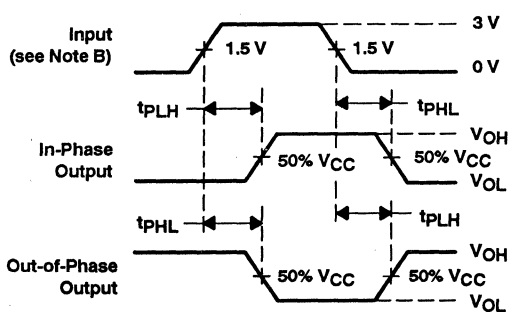 Input
(see Note B)
1.5 V
1.5 V
3 V
0 V
tPLH
tPHL
In-Phase
Output
50% VCC
50% VCC
VOH
VOL
tPHL
tPLH
Out-of-Phase
Output
50% VCC
50% VCC
VOH
VOL